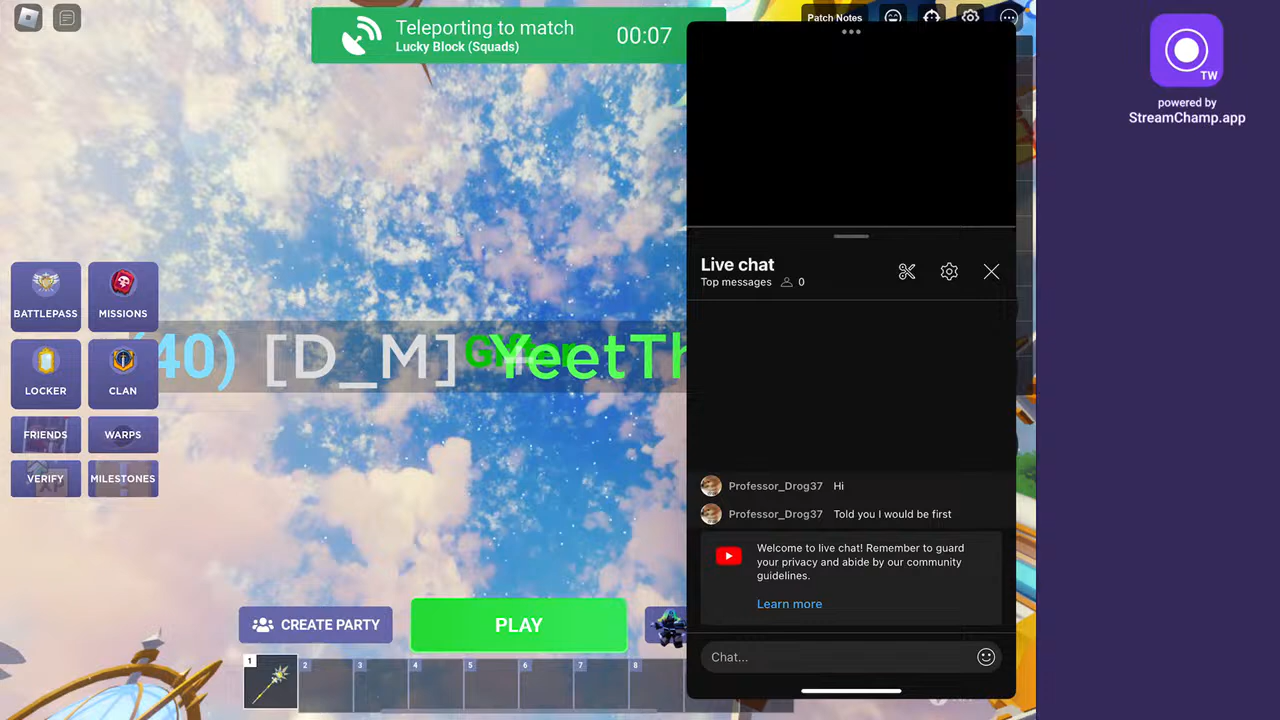 Teleporting to match
Lucky Block (Squads)
00:07
Patch Notes
TW
powered by
StreamChamp.app
Live chat
Top messages 0
BATTLEPASS
MISSIONS
LOCKER
CLAN
FRIENDS
WARPS
VERIFY
MILESTONES
40) [D_M] YeetTh
Professor_Drog37 Hi
Professor_Drog37 Told you I would be first
Welcome to live chat! Remember to guard
your privacy and abide by our community
guidelines.
Learn more
Chat...
CREATE PARTY
PLAY
1
2
3
4
5
6
7
8